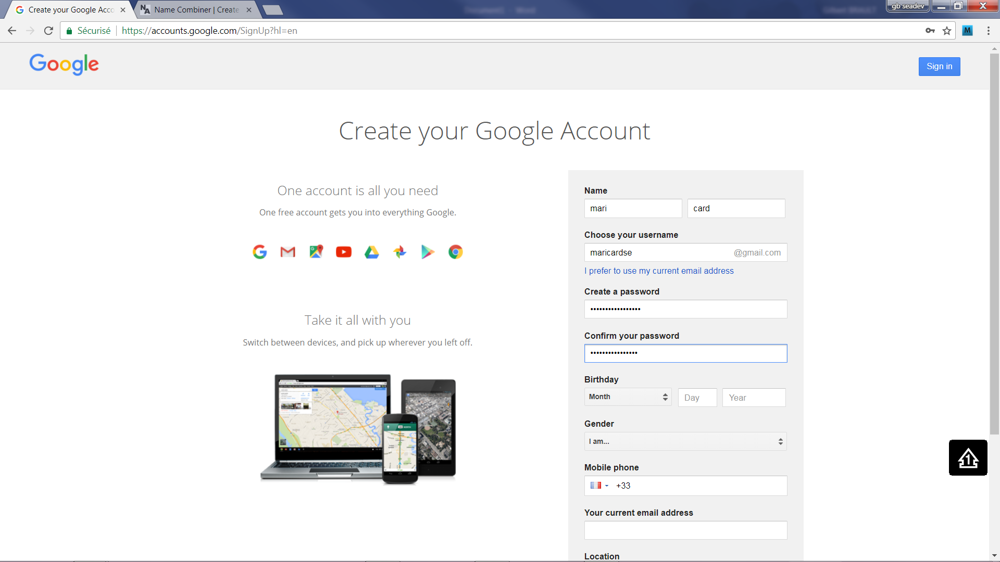 Create your Google Acco
Name Combiner | Create
gb seadev
Sécurisé
https://accounts.google.com/SignUp?hl=en
M
Google
Sign in
Create your Google Account
One account is all you need
One free account gets you into everything Google.
Take it all with you
Switch between devices, and pick up wherever you left off.
Name
mari card
Choose your username
maricardse @gmail.com
I prefer to use my current email address
Create a password
•••••••••••••••••
Confirm your password
••••••••••••••••
Birthday
Month Day Year
Gender
I am...
Mobile phone
+33
Your current email address
Location
1